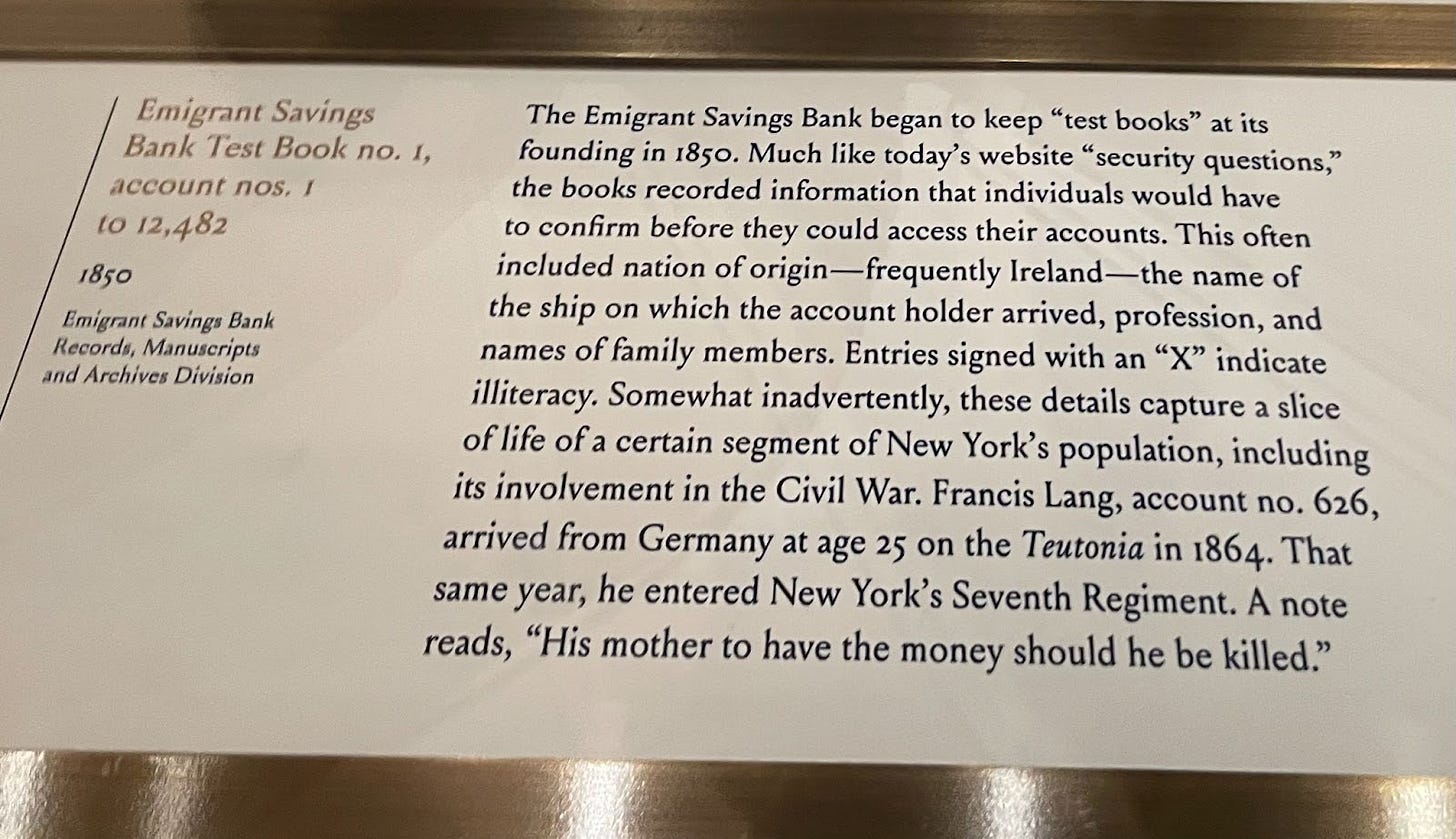 Emigrant Savings
Bank Test Book no. 1,
account nos. 1
to 12,482
1850
Emigrant Savings Bank
Records, Manuscripts
and Archives Division
The Emigrant Savings Bank began to keep “test books” at its
founding in 1850. Much like today’s website “security questions,”
the books recorded information that individuals would have
to confirm before they could access their accounts. This often
included nation of origin—frequently Ireland—the name of
the ship on which the account holder arrived, profession, and
names of family members. Entries signed with an “X” indicate
illiteracy. Somewhat inadvertently, these details capture a slice
of life of a certain segment of New York’s population, including
its involvement in the Civil War. Francis Lang, account no. 626,
arrived from Germany at age 25 on the Teutonia in 1864. That
same year, he entered New York’s Seventh Regiment. A note
reads, “His mother to have the money should he be killed.”